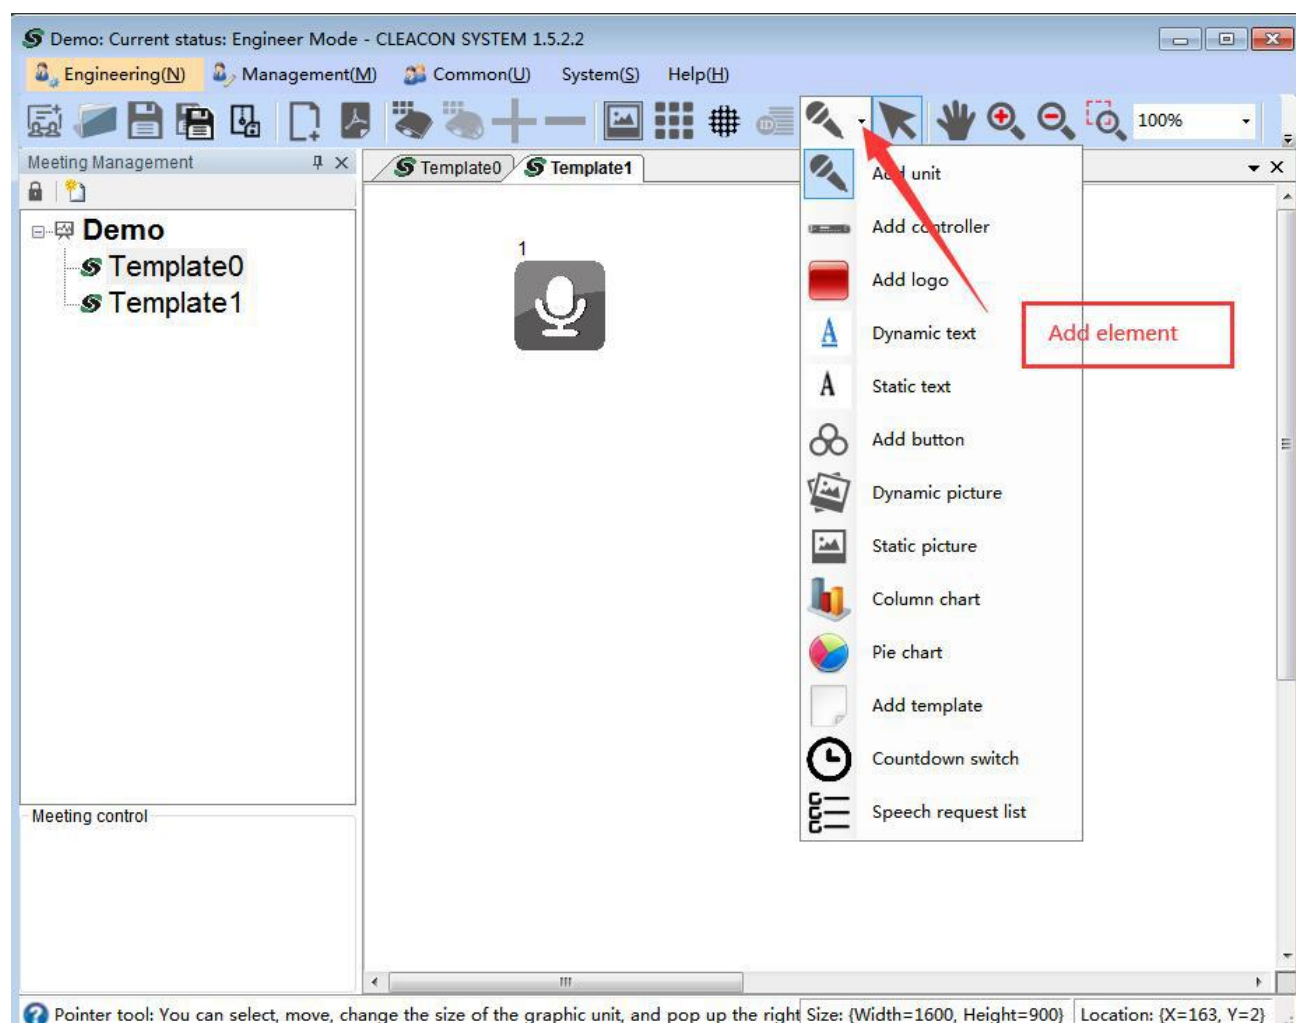 Demo: Current status: Engineer Mode - CLEACON SYSTEM 1.5.2.2
Engineering(N) Management(M) Common(U) System(S) Help(H)
100%
Meeting Management
Template0 Template1
Demo
Template0
Template1
1
Add unit
Add controller
Add logo
Dynamic text
Add element
Static text
Add button
Dynamic picture
Static picture
Column chart
Pie chart
Add template
Countdown switch
Speech request list
Meeting control
Pointer tool: You can select, move, change the size of the graphic unit, and pop up the right Size: {Width=1600, Height=900} Location: {X=163, Y=2}